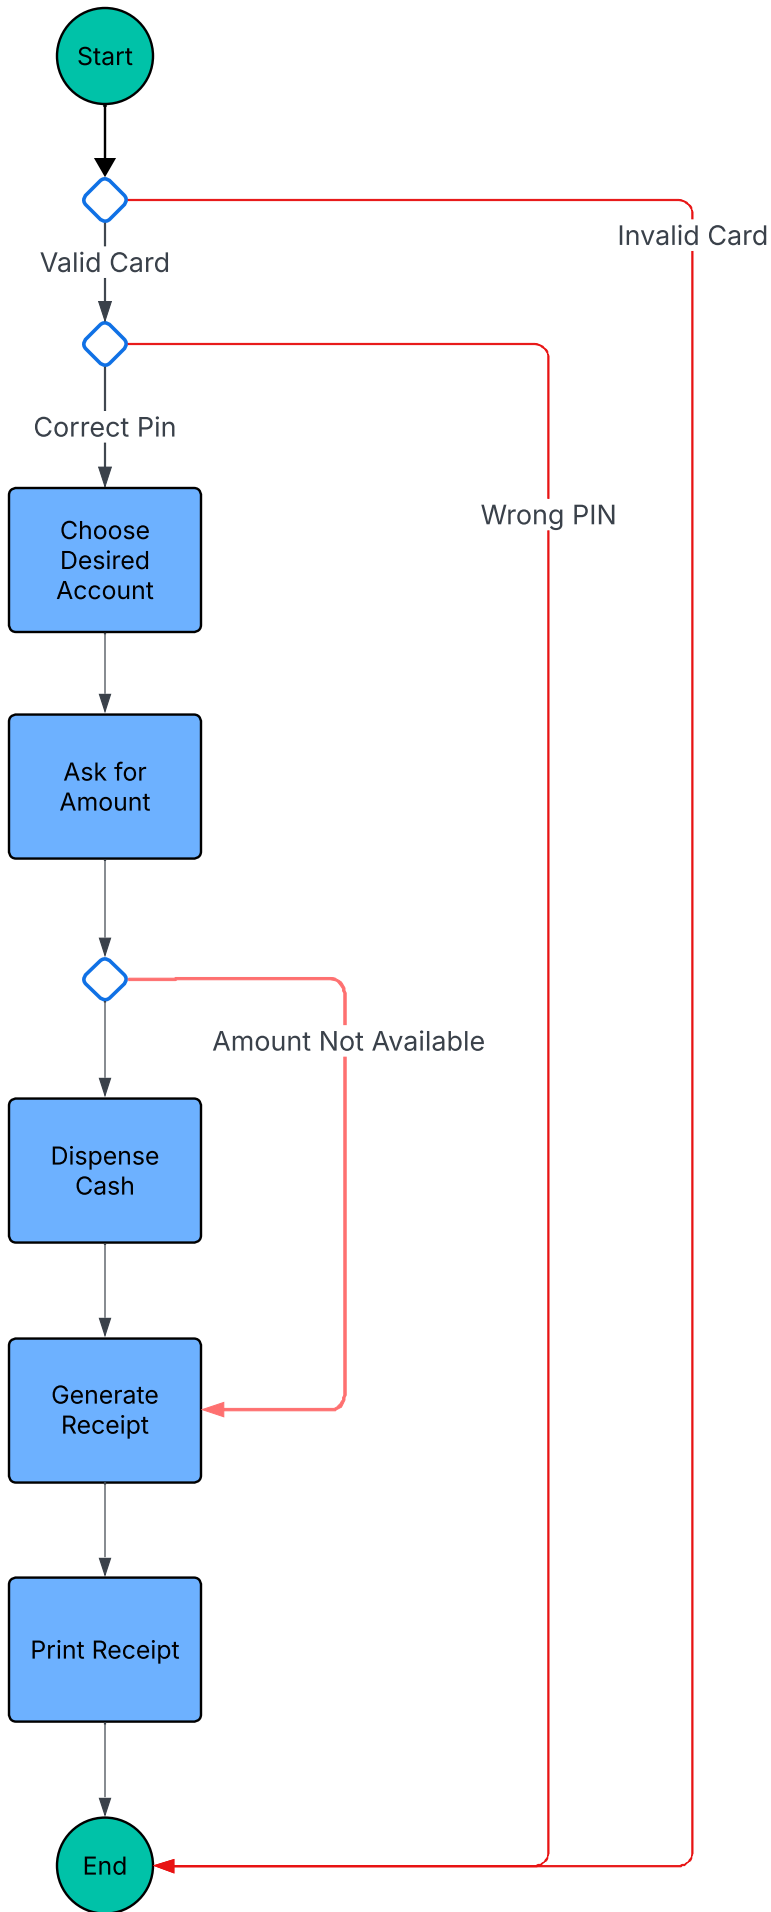 Start
Invalid Card
Valid Card
Correct Pin
Wrong PIN
Choose
Desired
Account
Ask for
Amount
Amount Not Available
Dispense
Cash
Generate
Receipt
Print Receipt
End